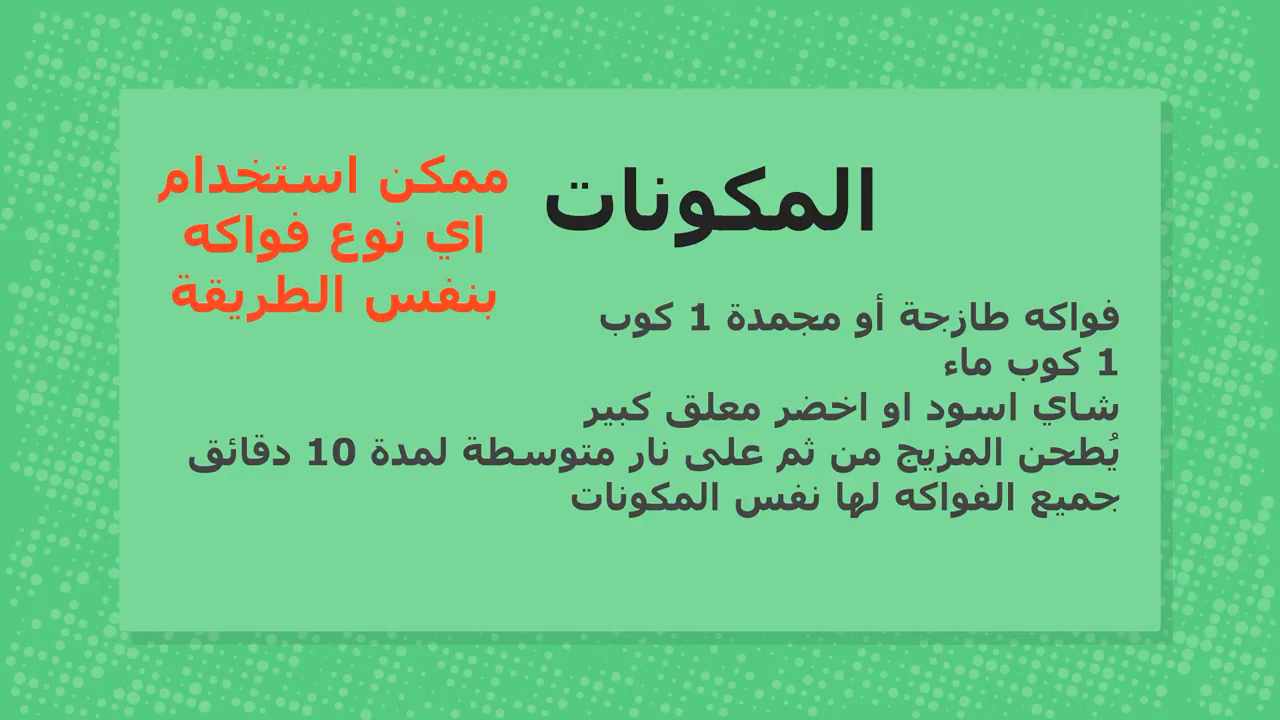 المكونات
ممكن استخدام
اي نوع فواكه
بنفس الطريقة
فواكه طازجة أو مجمدة 1 كوب
1 كوب ماء
شاي اسود او اخضر معلق كبير
يُطحن المزيج من ثم على نار متوسطة لمدة 10 دقائق
جميع الفواكه لها نفس المكونات